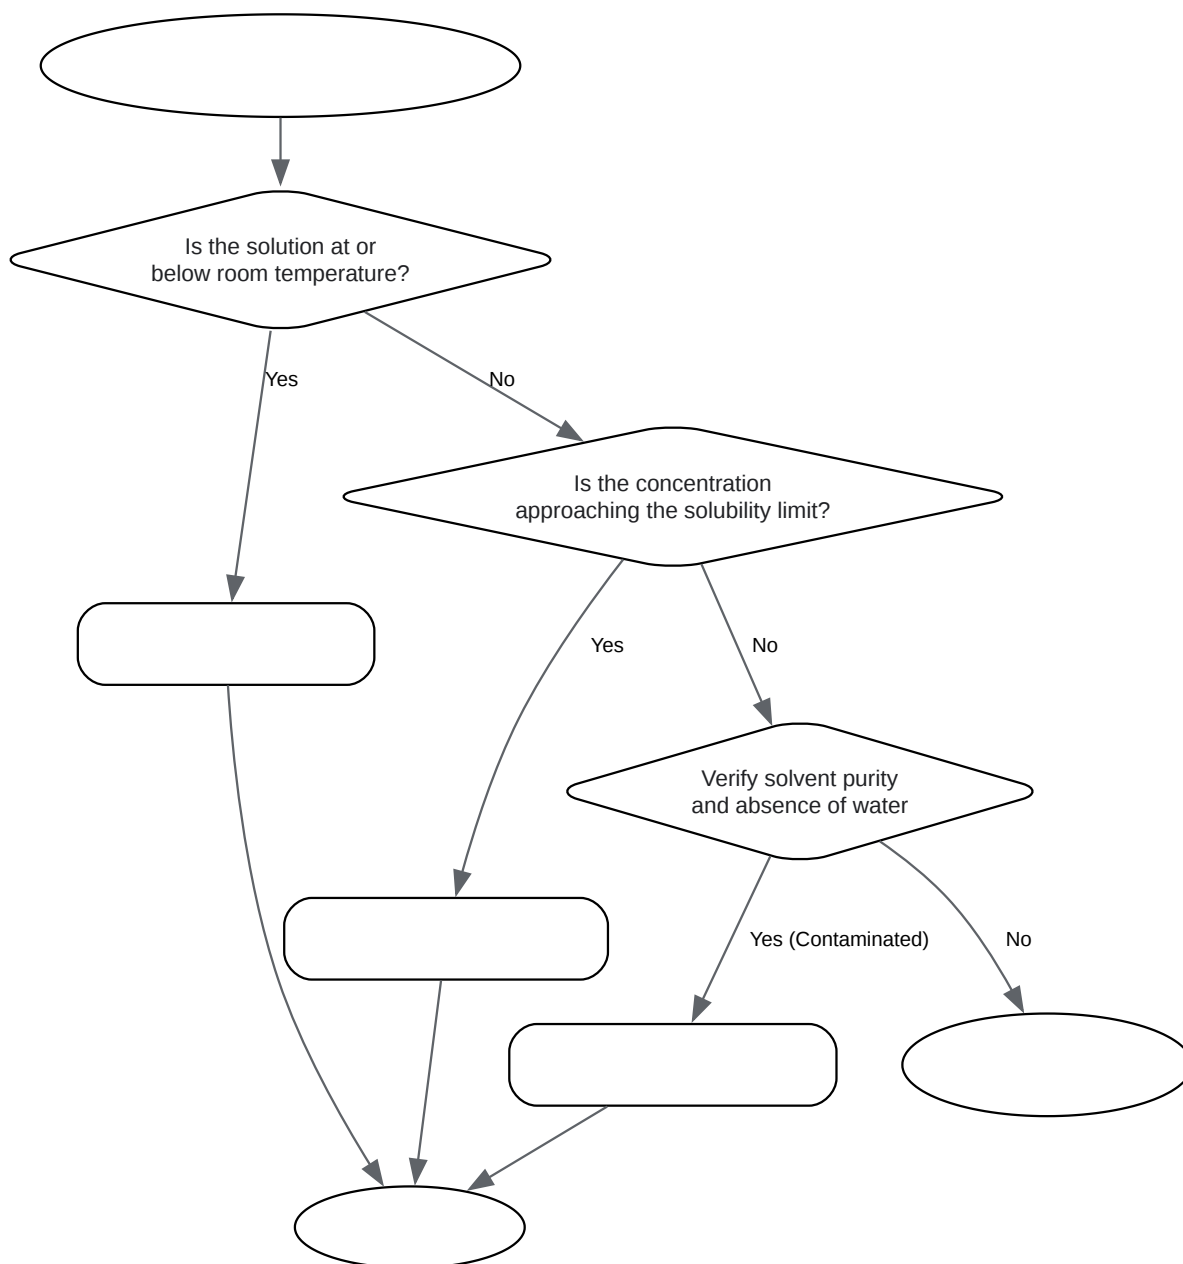 Is the solution at or
below room temperature?
Yes
No
Is the concentration
approaching the solubility limit?
Yes
No
Verify solvent purity
and absence of water
Yes (Contaminated)
No